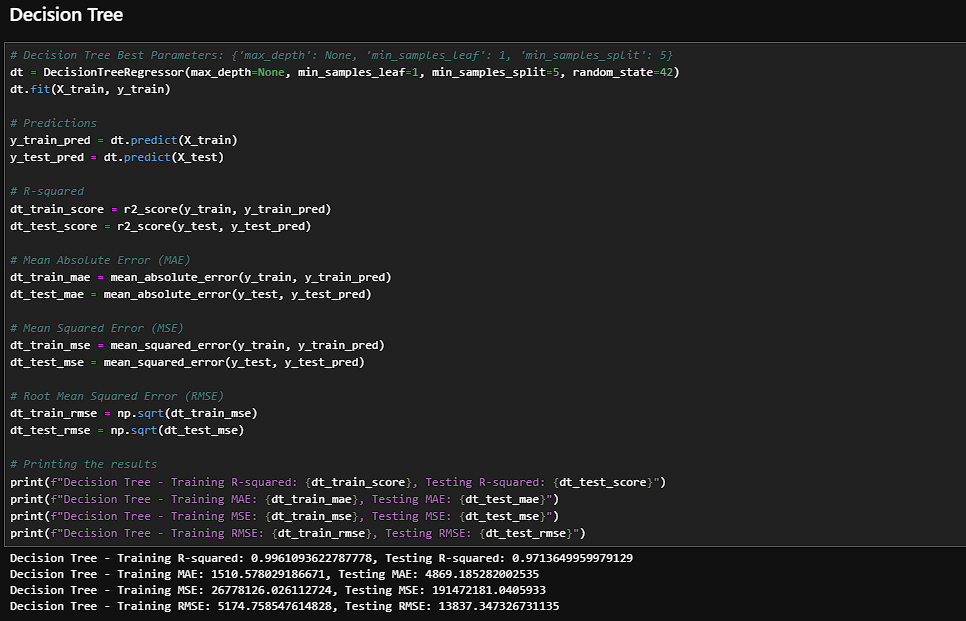 Decision Tree
# Decision Tree Best Parameters: {'max_depth': None, 'min_samples_leaf': 1, 'min_samples_split': 5}
dt = DecisionTreeRegressor(max_depth=None, min_samples_leaf=1, min_samples_split=5, random_state=42)
dt.fit(X_train, y_train)
# Predictions
y_train_pred = dt.predict(X_train)
y_test_pred = dt.predict(X_test)
# R-squared
dt_train_score = r2_score(y_train, y_train_pred)
dt_test_score = r2_score(y_test, y_test_pred)
# Mean Absolute Error (MAE)
dt_train_mae = mean_absolute_error(y_train, y_train_pred)
dt_test_mae = mean_absolute_error(y_test, y_test_pred)
# Mean Squared Error (MSE)
dt_train_mse = mean_squared_error(y_train, y_train_pred)
dt_test_mse = mean_squared_error(y_test, y_test_pred)
# Root Mean Squared Error (RMSE)
dt_train_rmse = np.sqrt(dt_train_mse)
dt_test_rmse = np.sqrt(dt_test_mse)
# Printing the results
print(f"Decision Tree - Training R-squared: {dt_train_score}, Testing R-squared: {dt_test_score}")
print(f"Decision Tree - Training MAE: {dt_train_mae}, Testing MAE: {dt_test_mae}")
print(f"Decision Tree - Training MSE: {dt_train_mse}, Testing MSE: {dt_test_mse}")
print(f"Decision Tree - Training RMSE: {dt_train_rmse}, Testing RMSE: {dt_test_rmse}")
Decision Tree - Training R-squared: 0.9961093622787778, Testing R-squared: 0.9713649959979129
Decision Tree - Training MAE: 1510.578029186671, Testing MAE: 4869.185282002535
Decision Tree - Training MSE: 26778126.026112724, Testing MSE: 191472181.0405933
Decision Tree - Training RMSE: 5174.758547614828, Testing RMSE: 13837.347326731135